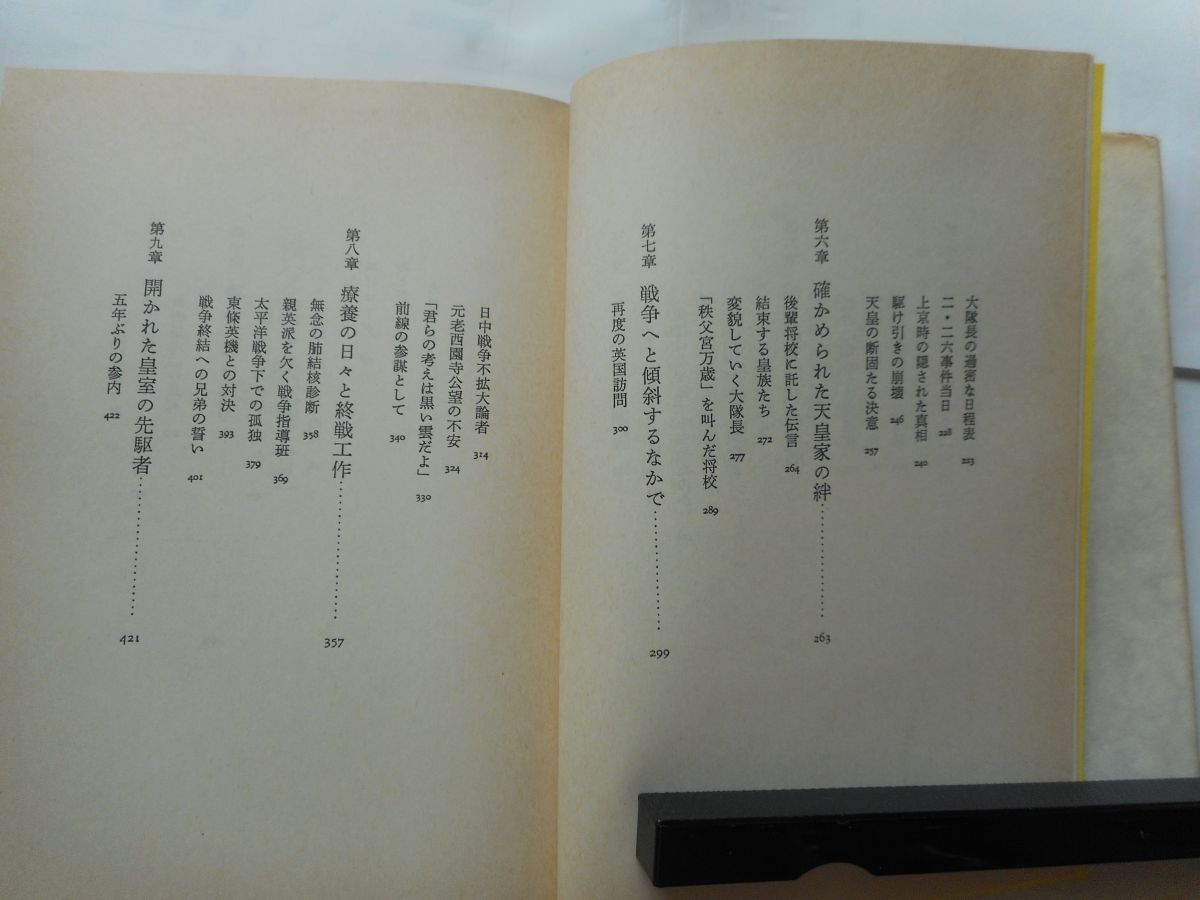 大隊長の過密な日程表 223
二・二六事件当日 228
上京時の隠された真相 240
駆け引きの崩壊 246
天皇の断固たる決意 257
第六章 確かめられた天皇家の絆……………… 263
後輩将校に託した伝言 264
結束する皇族たち 272
変貌していく大隊長 277
「秩父宮万歳」を叫んだ将校 289
第七章 戦争へと傾斜するなかで……………… 299
再度の英国訪問 300
日中戦争不拡大論者 314
元老西園寺公望の不安 324
「君らの考えは黒い雲だよ」 330
前線の参謀として 340
第八章 療養の日々と終戦工作……………… 357
無念の肺結核診断 358
親英派を欠く戦争指導班 369
太平洋戦争下での孤独 379
東條英機との対決 393
戦争終結への兄弟の誓い 401
第九章 開かれた皇室の先駆者……………… 421
五年ぶりの参内 422